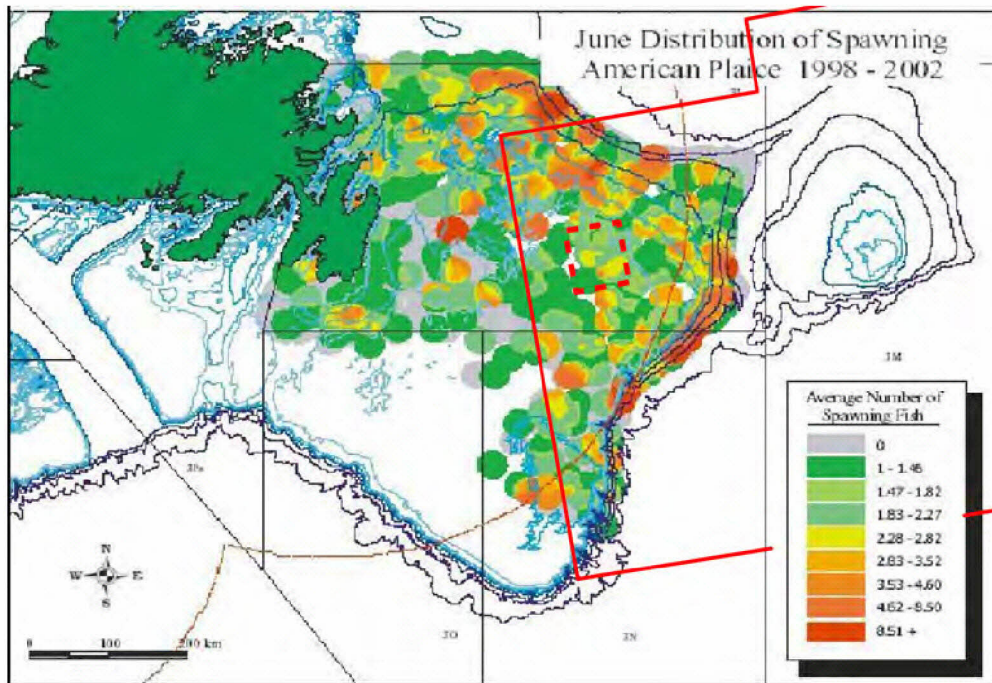 June Distribution of Spawning
American Plaice 1998 - 2002
3M
Average Number of
Spawning Fish
0
1 - 1.46
1.47 - 1.82
1.83 - 2.27
2.28 - 2.82
2.83 - 3.52
3.53 - 4.60
4.62 - 8.50
8.51 +
3Ps
N
W E
S
0 100 200 km
3O
3N